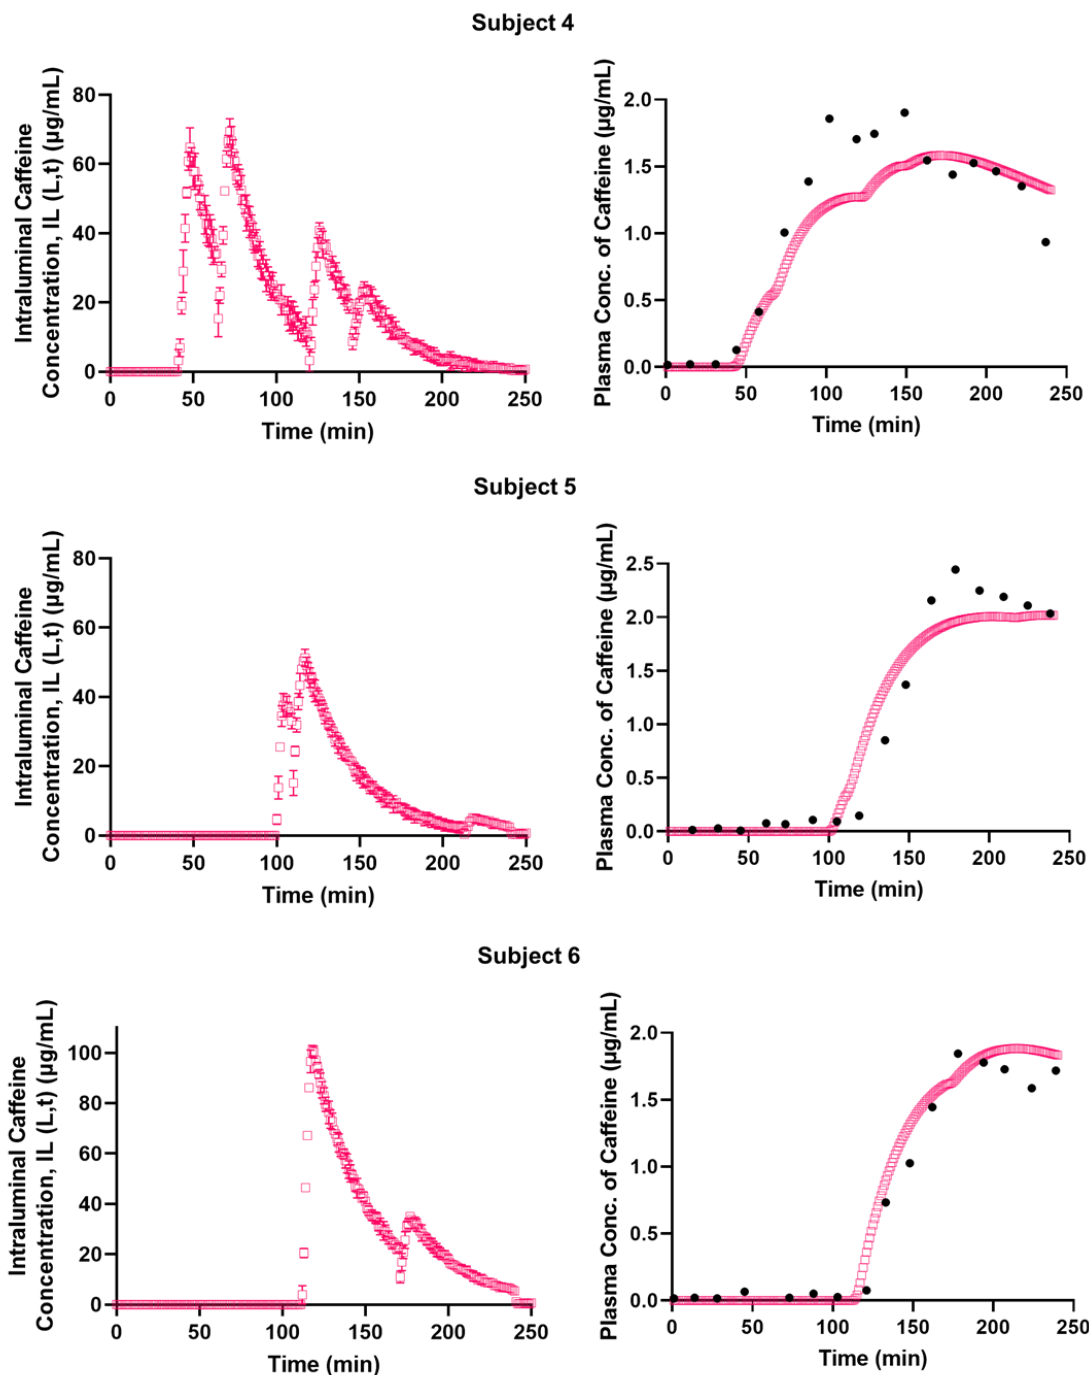 Subject 4
Intraluminal Caffeine
Concentration, IL (L,t) (µg/mL)
80
60
40
20
0
0 50 100 150 200 250
Time (min)
Plasma Conc. of Caffeine (µg/mL)
2.0
1.5
1.0
0.5
0.0
0 50 100 150 200 250
Time (min)
Subject 5
Intraluminal Caffeine
Concentration, IL (L,t) (µg/mL)
80
60
40
20
0
0 50 100 150 200 250
Time (min)
Plasma Conc. of Caffeine (µg/mL)
2.5
2.0
1.5
1.0
0.5
0.0
0 50 100 150 200 250
Time (min)
Subject 6
Intraluminal Caffeine
Concentration, IL (L,t) (µg/mL)
100
80
60
40
20
0
0 50 100 150 200 250
Time (min)
Plasma Conc. of Caffeine (µg/mL)
2.0
1.5
1.0
0.5
0.0
0 50 100 150 200 250
Time (min)